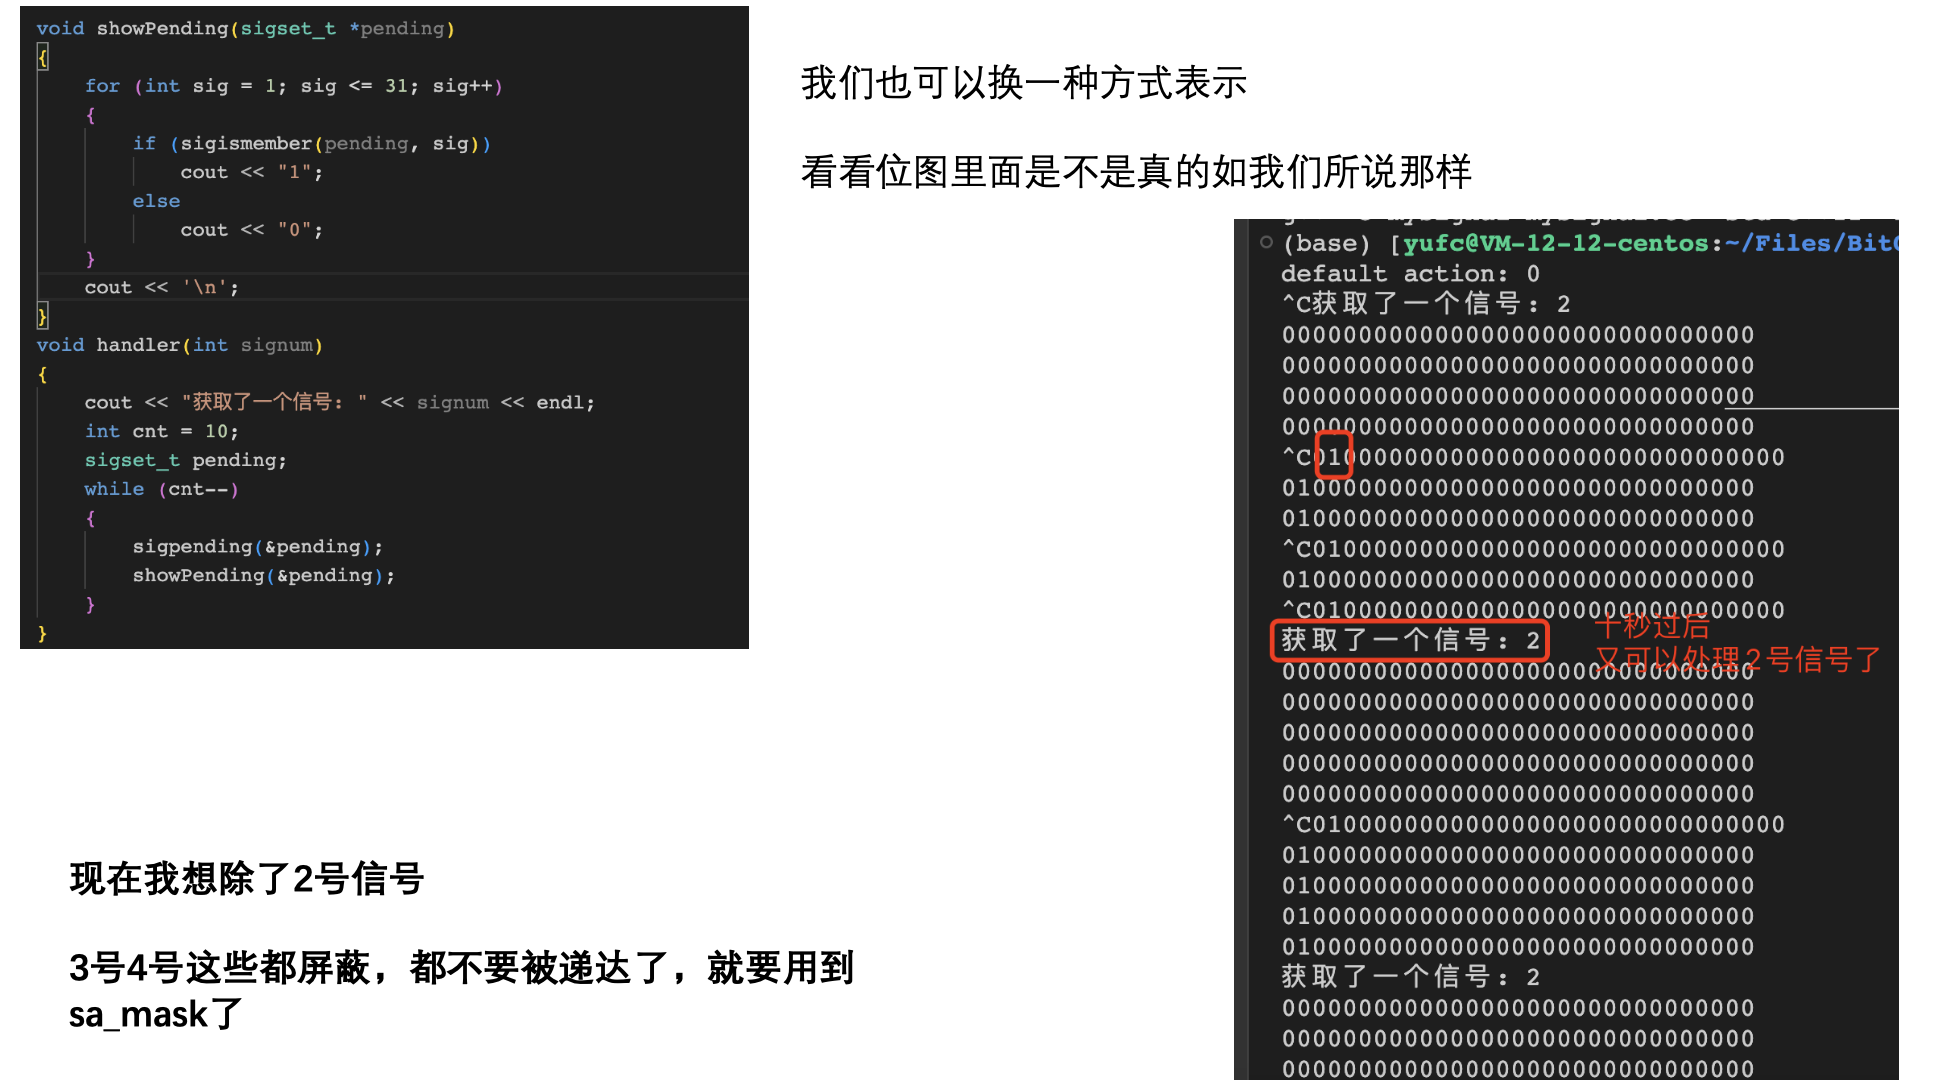 void showPending(sigset_t *pending)
{
for (int sig = 1; sig <= 31; sig++)
{
if (sigismember(pending, sig))
cout << "1";
else
cout << "0";
}
cout << '\n';
}
void handler(int signum)
{
cout << "获取了一个信号: " << signum << endl;
int cnt = 10;
sigset_t pending;
while (cnt--)
{
sigpending(&pending);
showPending(&pending);
}
}
我们也可以换一种方式表示
看看位图里面是不是真的如我们所说那样
(base) [yufc@VM-12-12-centos:~/Files/Bit
default action: 0
^C获取了一个信号: 2
0000000000000000000000000000000
0000000000000000000000000000000
0000000000000000000000000000000
0000000000000000000000000000000
^C0100000000000000000000000000000
0100000000000000000000000000000
0100000000000000000000000000000
^C0100000000000000000000000000000
0100000000000000000000000000000
^C0100000000000000000000000000000
获取了一个信号: 2
十秒过后
又可以处理2号信号了
0000000000000000000000000000000
0000000000000000000000000000000
0000000000000000000000000000000
0000000000000000000000000000000
0000000000000000000000000000000
^C0100000000000000000000000000000
0100000000000000000000000000000
0100000000000000000000000000000
0100000000000000000000000000000
0100000000000000000000000000000
获取了一个信号: 2
0000000000000000000000000000000
0000000000000000000000000000000
0000000000000000000000000000000
现在我想除了2号信号
3号4号这些都屏蔽，都不要被递达了，就要用到
sa_mask了